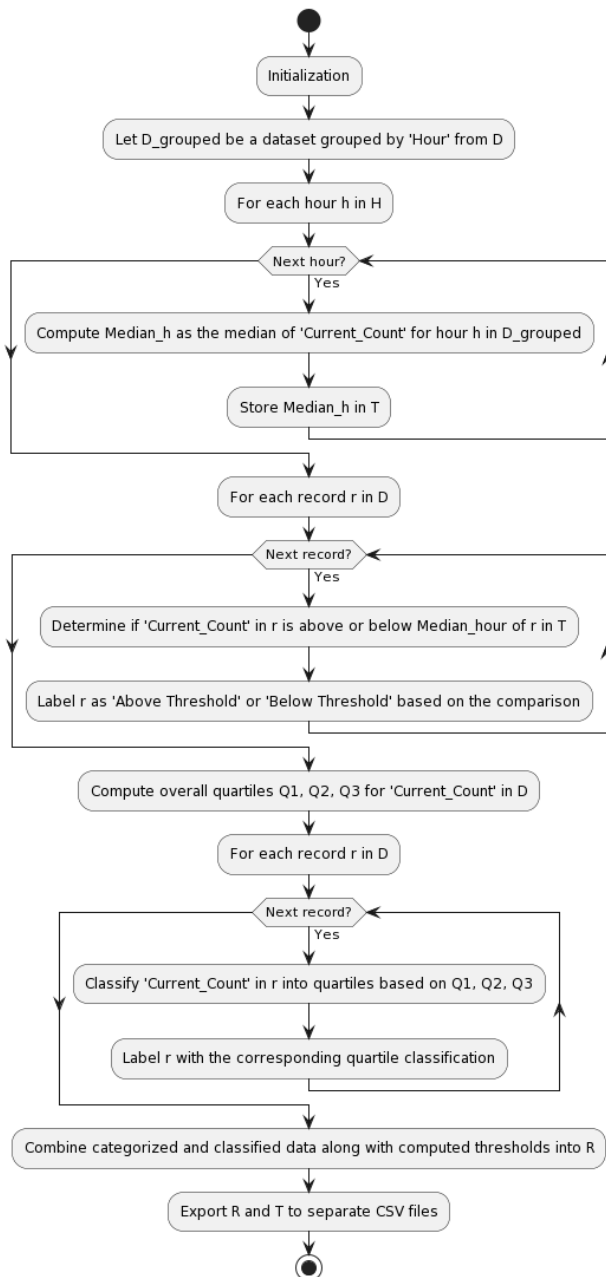 Initialization
Let D_grouped be a dataset grouped by 'Hour' from D
For each hour h in H
Next hour?
Yes
Compute Median_h as the median of 'Current_Count' for hour h in D_grouped
Store Median_h in T
For each record r in D
Next record?
Yes
Determine if 'Current_Count' in r is above or below Median_hour of r in T
Label r as 'Above Threshold' or 'Below Threshold' based on the comparison
Compute overall quartiles Q1, Q2, Q3 for 'Current_Count' in D
For each record r in D
Next record?
Yes
Classify 'Current_Count' in r into quartiles based on Q1, Q2, Q3
Label r with the corresponding quartile classification
Combine categorized and classified data along with computed thresholds into R
Export R and T to separate CSV files